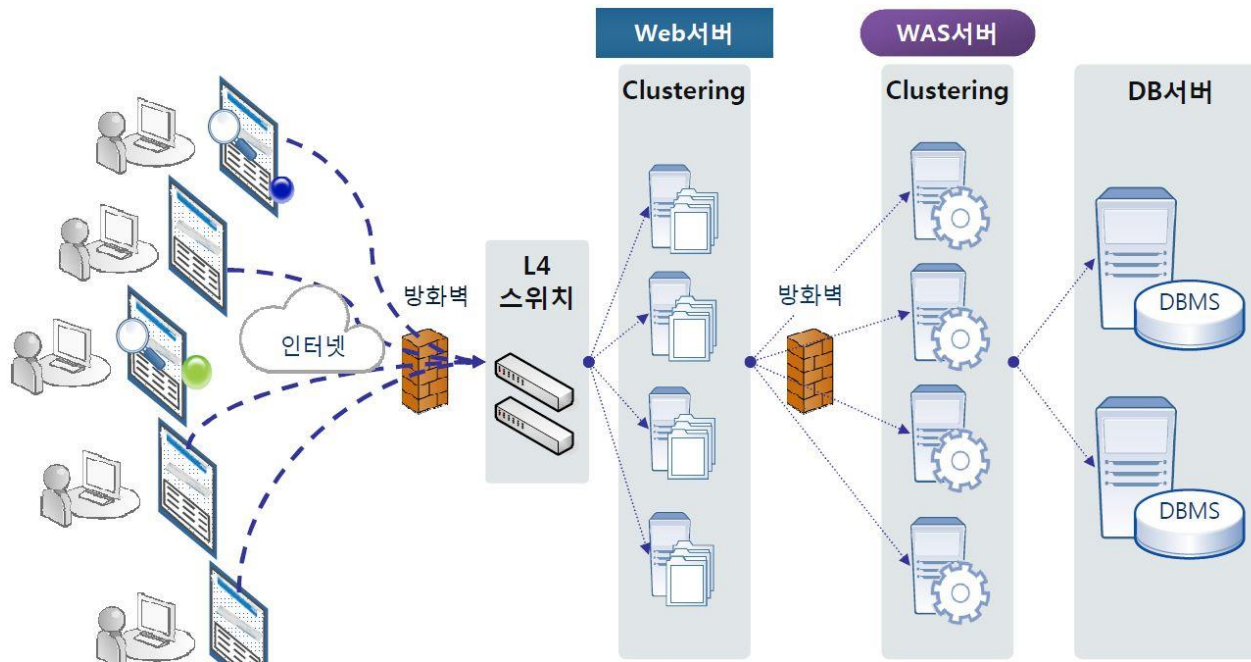 Web서버
WAS서버
Clustering
Clustering
DB서버
L4
스위치
방화벽
방화벽
인터넷
DBMS
DBMS